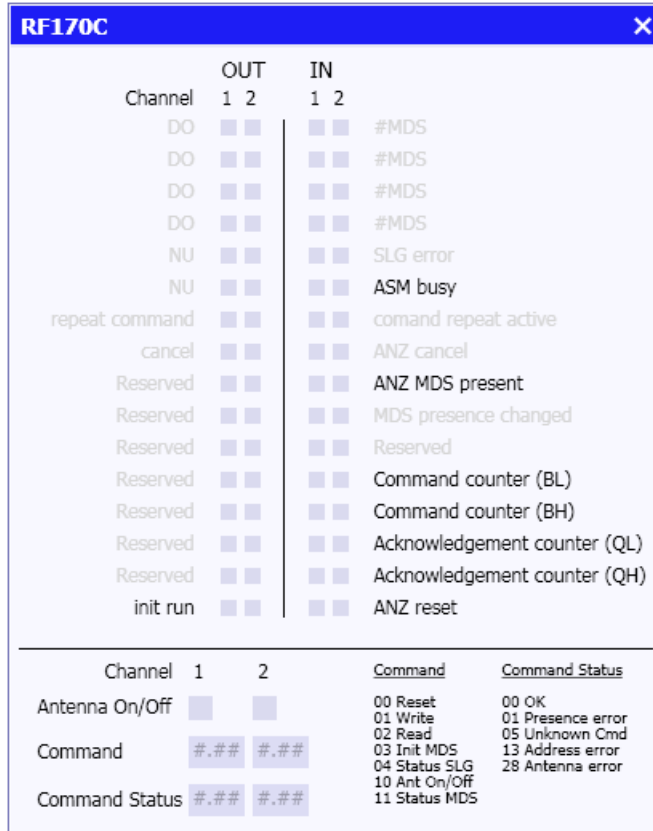 RF170C ×
OUT IN
Channel 1 2 1 2
DO #MDS
DO #MDS
DO #MDS
DO #MDS
NU SLG error
NU ASM busy
repeat command comand repeat active
cancel ANZ cancel
Reserved ANZ MDS present
Reserved MDS presence changed
Reserved Reserved
Reserved Command counter (BL)
Reserved Command counter (BH)
Reserved Acknowledgement counter (QL)
Reserved Acknowledgement counter (QH)
init run ANZ reset
Channel 1 2
Antenna On/Off
Command #.## #.##
Command Status #.## #.##
Command
00 Reset
01 Write
02 Read
03 Init MDS
04 Status SLG
10 Ant On/Off
11 Status MDS
Command Status
00 OK
01 Presence error
05 Unknown Cmd
13 Address error
28 Antenna error